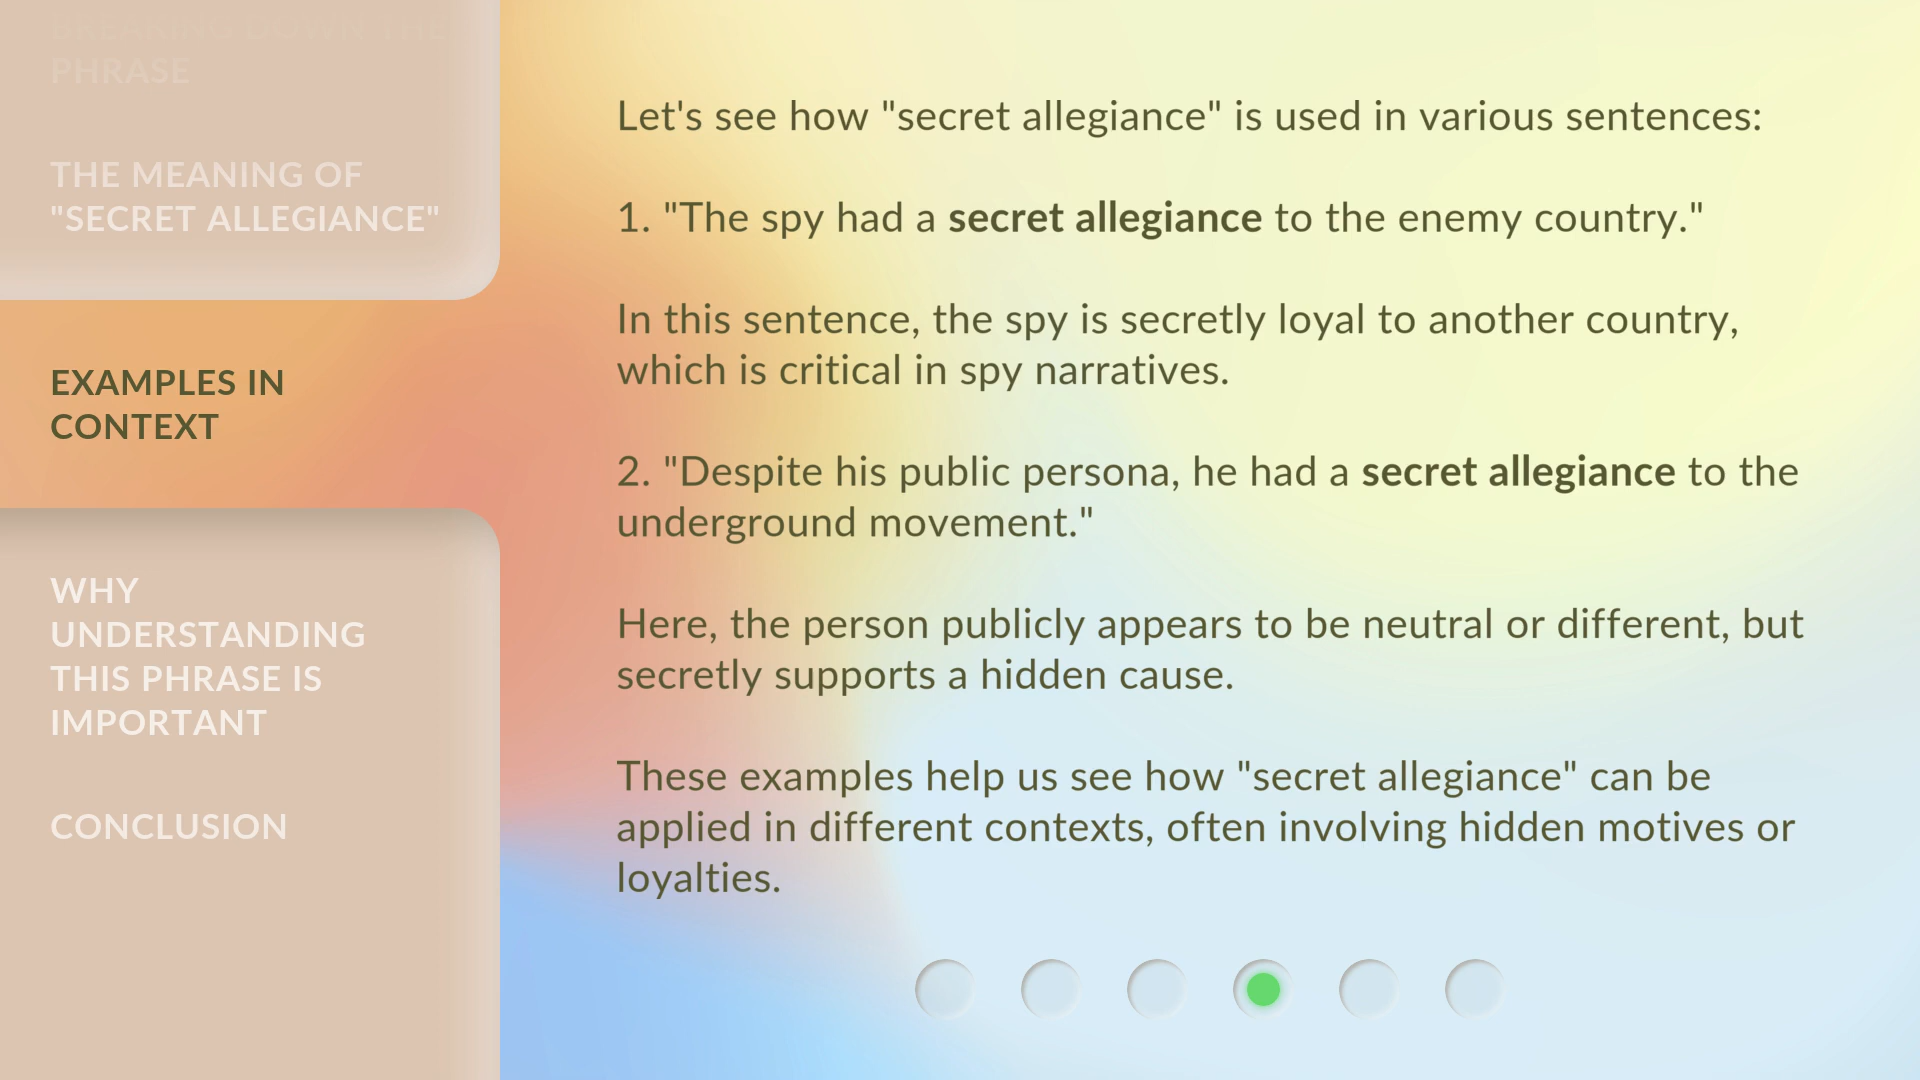 BREAKING DOWN THE
PHRASE
THE MEANING OF
"SECRET ALLEGIANCE"
EXAMPLES IN
CONTEXT
WHY
UNDERSTANDING
THIS PHRASE IS
IMPORTANT
CONCLUSION
Let's see how "secret allegiance" is used in various sentences:
1. "The spy had a secret allegiance to the enemy country."
In this sentence, the spy is secretly loyal to another country,
which is critical in spy narratives.
2. "Despite his public persona, he had a secret allegiance to the
underground movement."
Here, the person publicly appears to be neutral or different, but
secretly supports a hidden cause.
These examples help us see how "secret allegiance" can be
applied in different contexts, often involving hidden motives or
loyalties.